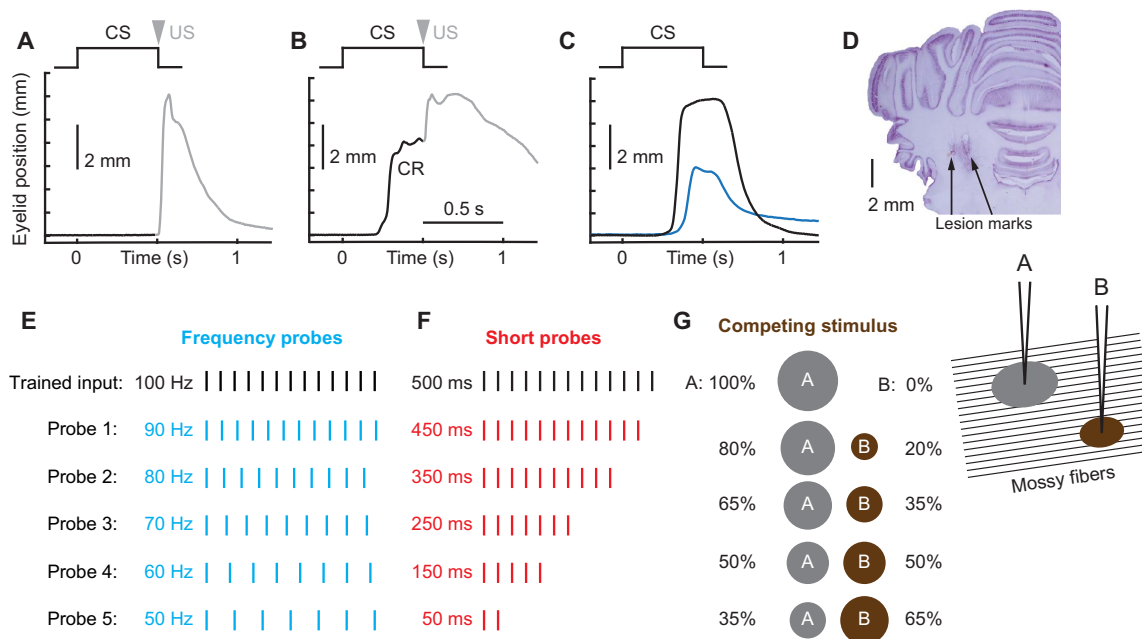 A
CS
US
Eyelid position (mm)
2 mm
0
Time (s)
1
B
CS
US
2 mm
CR
0.5 s
0
Time (s)
1
C
CS
2 mm
0
Time (s)
1
D
2 mm
Lesion marks
E
Frequency probes
Trained input: 100 Hz
Probe 1: 90 Hz
Probe 2: 80 Hz
Probe 3: 70 Hz
Probe 4: 60 Hz
Probe 5: 50 Hz
F
Short probes
500 ms
450 ms
350 ms
250 ms
150 ms
50 ms
G
Competing stimulus
A: 100% A B: 0%
80% A B 20%
65% A B 35%
50% A B 50%
35% A B 65%
A
B
Mossy fibers